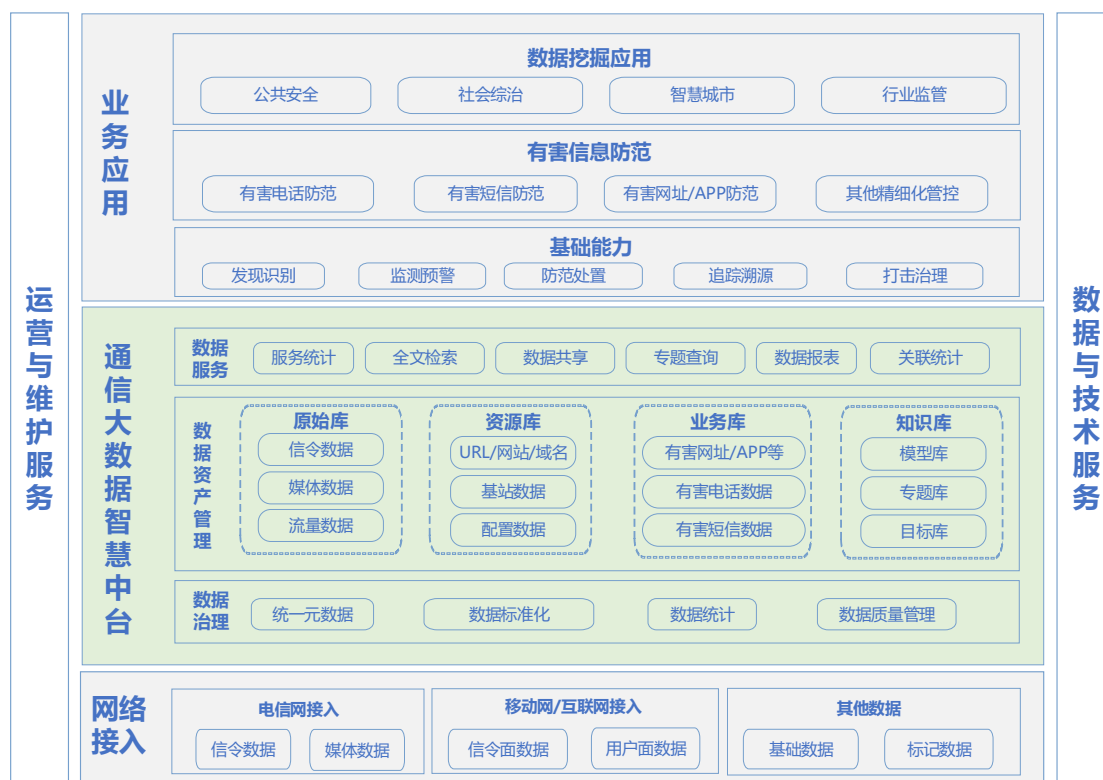 运营与维护服务
业务应用
数据挖掘应用
公共安全 社会综治 智慧城市 行业监管
有害信息防范
有害电话防范 有害短信防范 有害网址/APP防范 其他精细化管控
基础能力
发现识别 监测预警 防范处置 追踪溯源 打击治理
通信大数据智慧中台
数据服务
服务统计 全文检索 数据共享 专题查询 数据报表 关联统计
数据资产管理
原始库
信令数据
媒体数据
流量数据
资源库
URL/网站/域名
基站数据
配置数据
业务库
有害网址/APP等
有害电话数据
有害短信数据
知识库
模型库
专题库
目标库
数据治理
统一元数据 数据标准化 数据统计 数据质量管理
网络接入
电信网接入
信令数据 媒体数据
移动网/互联网接入
信令面数据 用户面数据
其他数据
基础数据 标记数据
数据与技术服务